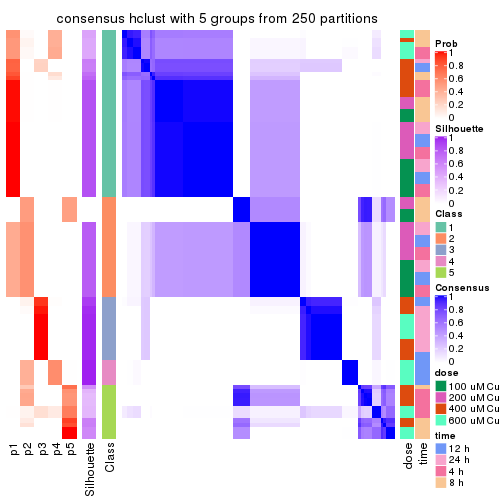 consensus hclust with 5 groups from 250 partitions
Prob
1
0.8
0.6
0.4
0.2
0
Silhouette
1
0.8
0.6
0.4
0.2
0
Class
1
2
3
4
5
Consensus
1
0.8
0.6
0.4
0.2
0
dose
100 uM Cu
200 uM Cu
400 uM Cu
600 uM Cu
time
12 h
24 h
4 h
8 h
p1
p2
p3
p4
p5
Silhouette
Class
dose
time